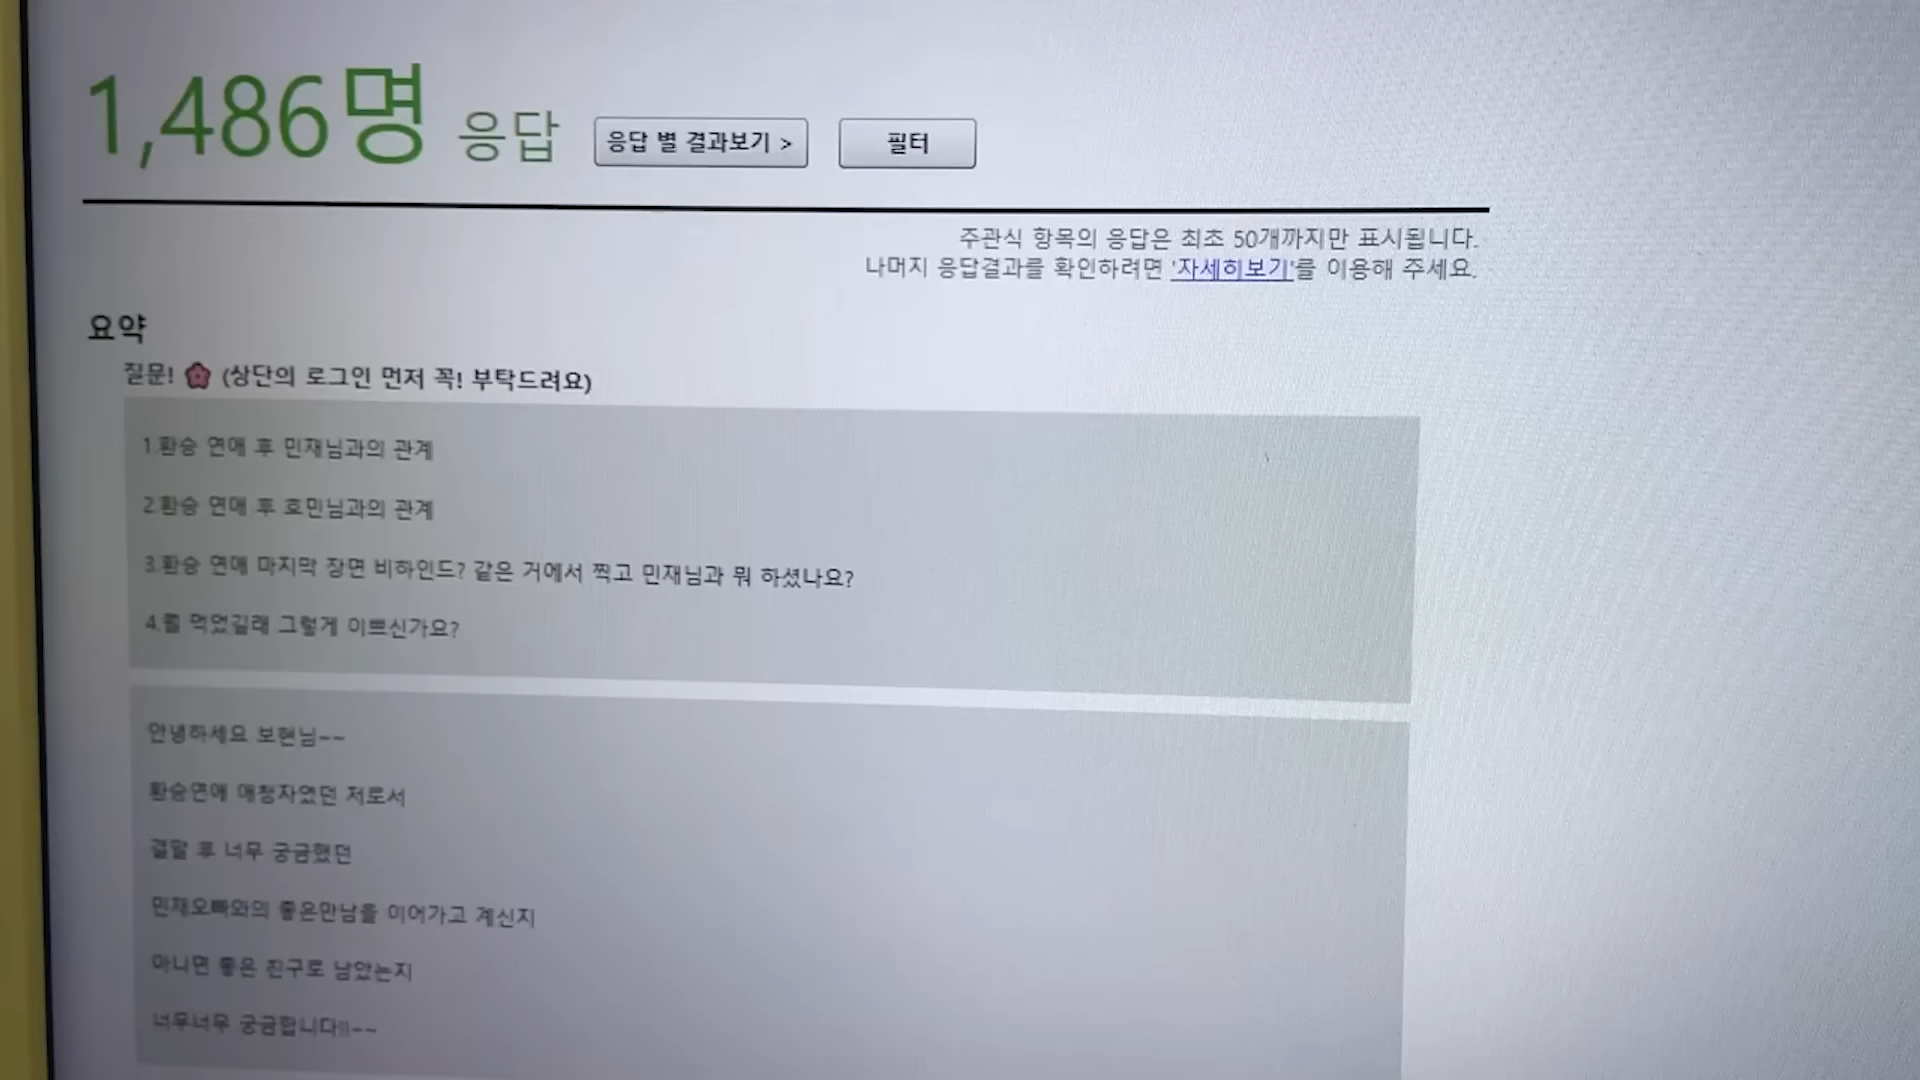 1,486명 응답
응답 별 결과보기 >
필터
주관식 항목의 응답은 최초 50개까지만 표시됩니다.
나머지 응답결과를 확인하려면 '자세히보기'를 이용해 주세요.
요약
질문! 🌸 (상단의 로그인 먼저 꼭! 부탁드려요)
1.환승 연애 후 민재님과의 관계
2.환승 연애 후 호민님과의 관계
3.환승 연애 마지막 장면 비하인드? 같은 거에서 찍고 민재님과 뭐 하셨나요?
4.뭘 먹었길래 그렇게 이쁘신가요?
안녕하세요 보현님~~
환승연애 애청자였던 저로서
결말 후 너무 궁금했던
민재오빠와의 좋은만남을 이어가고 계신지
아니면 좋은 친구로 남았는지
너무너무 궁금합니다!!~~